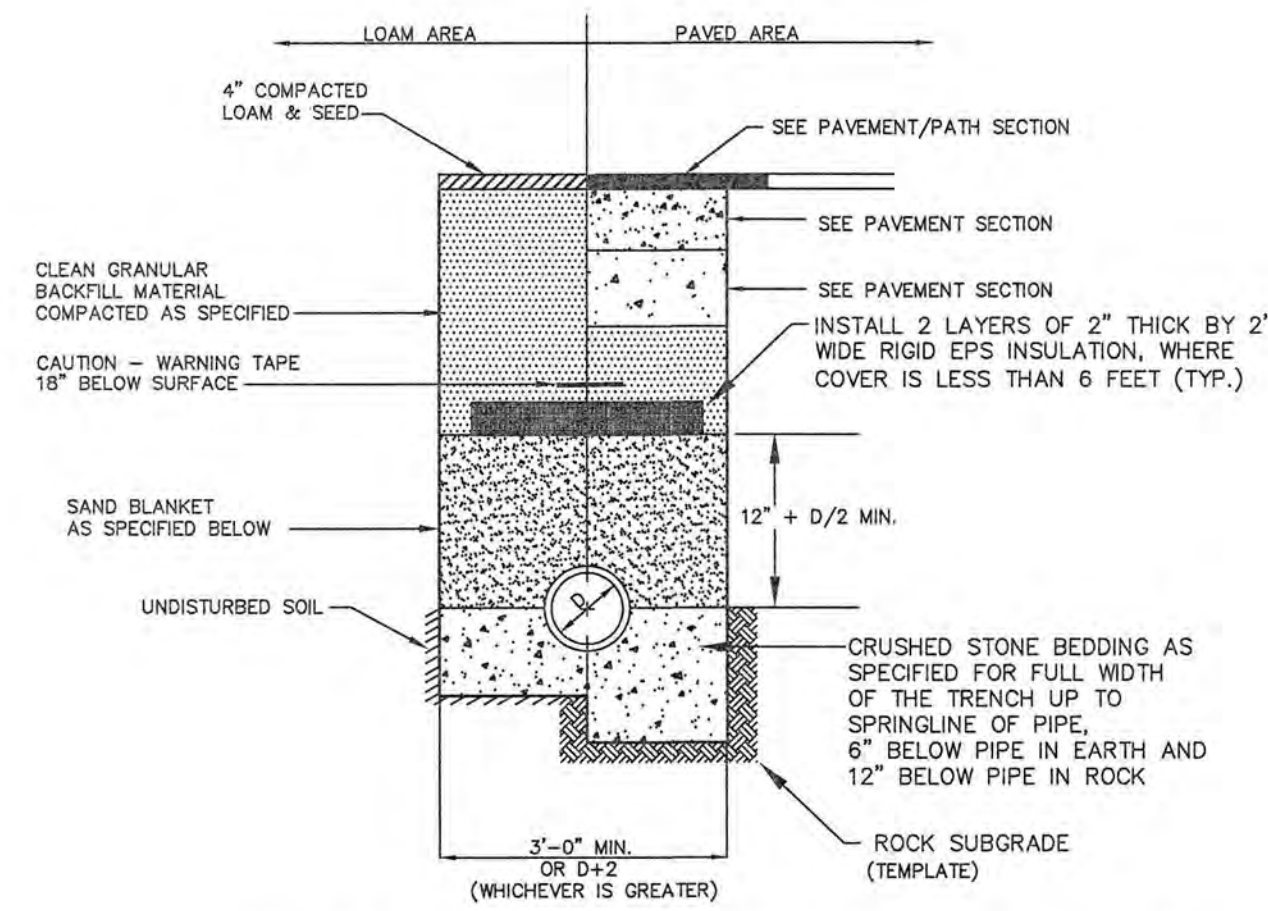 LOAM AREA
PAVED AREA
4" COMPACTED
LOAM & SEED
SEE PAVEMENT/PATH SECTION
SEE PAVEMENT SECTION
CLEAN GRANULAR
BACKFILL MATERIAL
COMPACTED AS SPECIFIED
SEE PAVEMENT SECTION
INSTALL 2 LAYERS OF 2" THICK BY 2'
WIDE RIGID EPS INSULATION, WHERE
COVER IS LESS THAN 6 FEET (TYP.)
CAUTION – WARNING TAPE
18" BELOW SURFACE
SAND BLANKET
AS SPECIFIED BELOW
12" + D/2 MIN.
UNDISTURBED SOIL
D
CRUSHED STONE BEDDING AS
SPECIFIED FOR FULL WIDTH
OF THE TRENCH UP TO
SPRINGLINE OF PIPE,
6" BELOW PIPE IN EARTH AND
12" BELOW PIPE IN ROCK
ROCK SUBGRADE
(TEMPLATE)
3'-0" MIN.
OR D+2
(WHICHEVER IS GREATER)